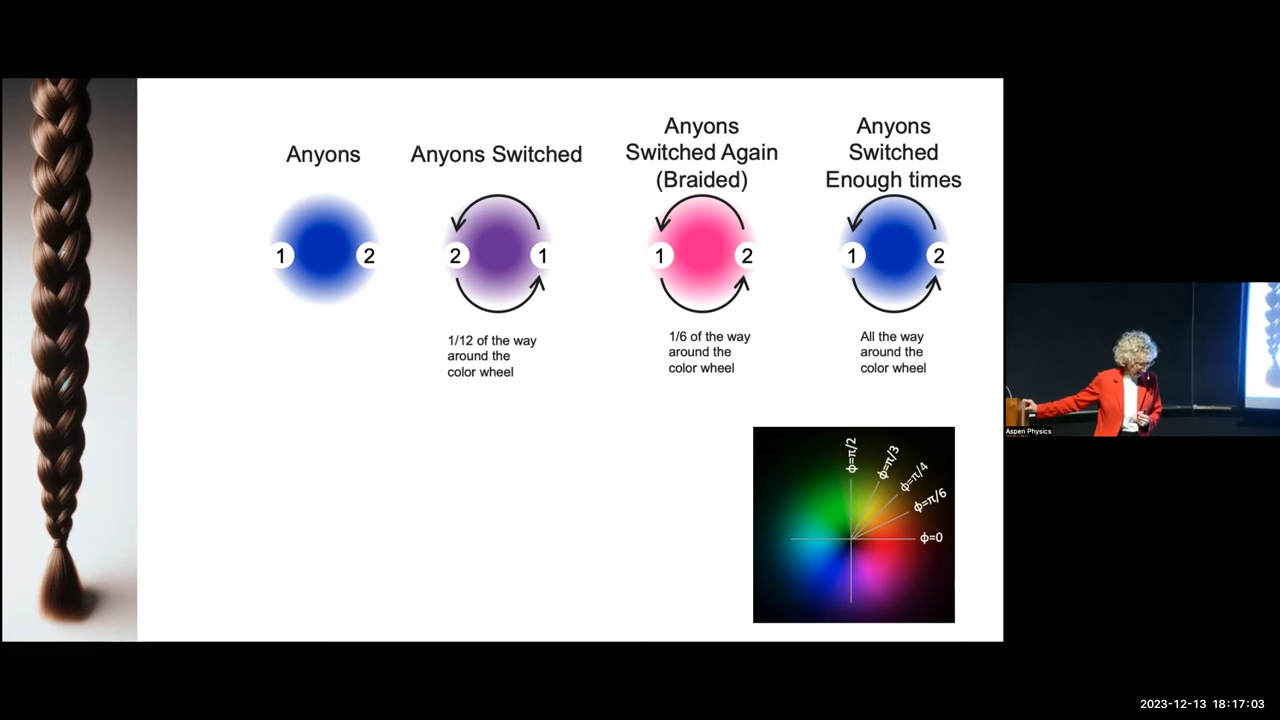 Anyons
Anyons Switched
Anyons
Switched Again
(Braided)
Anyons
Switched
Enough times
1 2
2 1
1 2
1 2
1/12 of the way
around the
color wheel
1/6 of the way
around the
color wheel
All the way
around the
color wheel
ϕ=π/2
ϕ=π/3
ϕ=π/4
ϕ=π/6
ϕ=0
Aspen Physics
2023-12-13 18:17:03